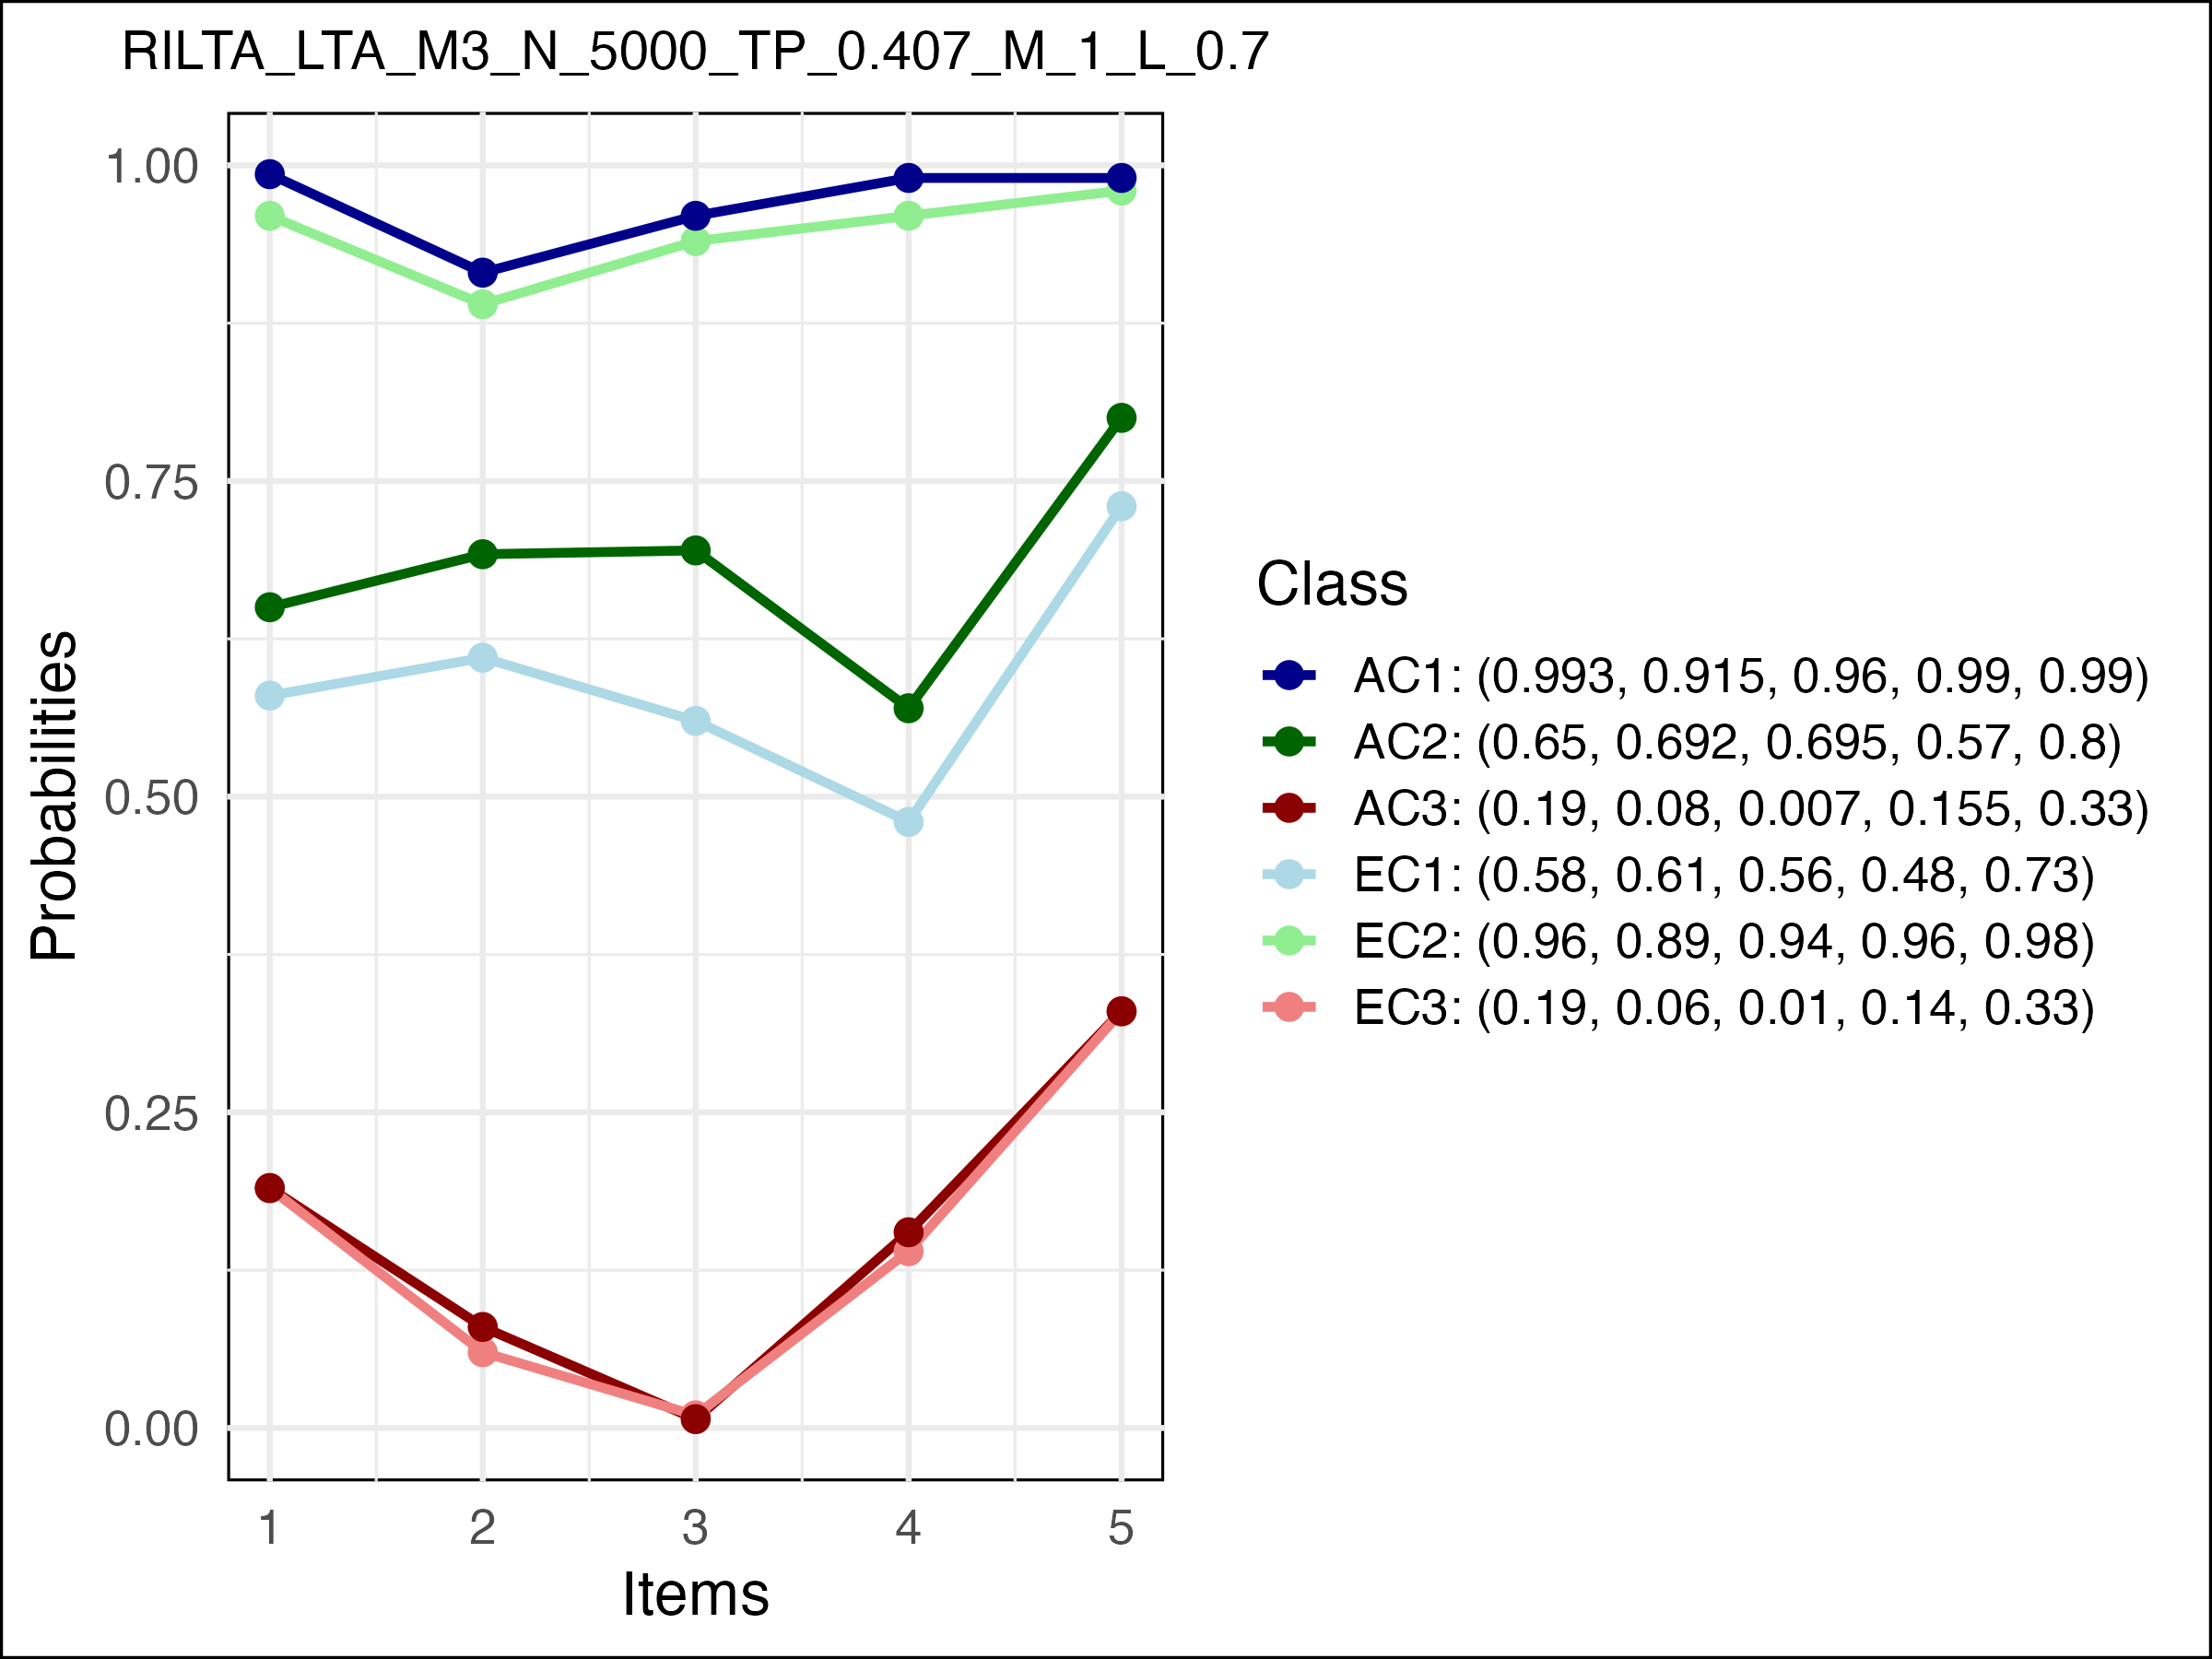 RILTA_LTA_M3_N_5000_TP_0.407_M_1_L_0.7
1.00
0.75
0.50
0.25
0.00
Probabilities
1 2 3 4 5
Items
Class
AC1: (0.993, 0.915, 0.96, 0.99, 0.99)
AC2: (0.65, 0.692, 0.695, 0.57, 0.8)
AC3: (0.19, 0.08, 0.007, 0.155, 0.33)
EC1: (0.58, 0.61, 0.56, 0.48, 0.73)
EC2: (0.96, 0.89, 0.94, 0.96, 0.98)
EC3: (0.19, 0.06, 0.01, 0.14, 0.33)